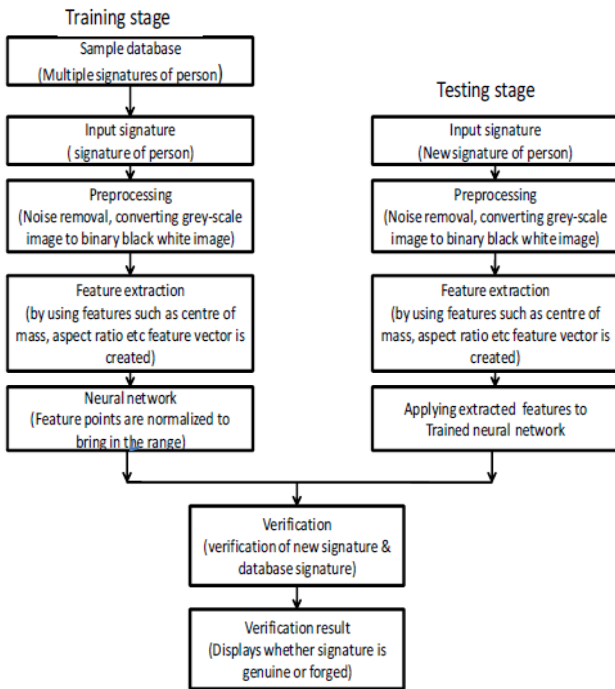 Training stage
Sample database
(Multiple signatures of person)
Input signature
( signature of person)
Preprocessing
(Noise removal, converting grey-scale
image to binary black white image)
Feature extraction
(by using features such as centre of
mass, aspect ratio etc feature vector is
created)
Neural network
(Feature points are normalized to
bring in the range)
Testing stage
Input signature
(New signature of person)
Preprocessing
(Noise removal, converting grey-scale
image to binary black white image)
Feature extraction
(by using features such as centre of
mass, aspect ratio etc feature vector is
created)
Applying extracted features to
Trained neural network
Verification
(verification of new signature &
database signature)
Verification result
(Displays whether signature is
genuine or forged)